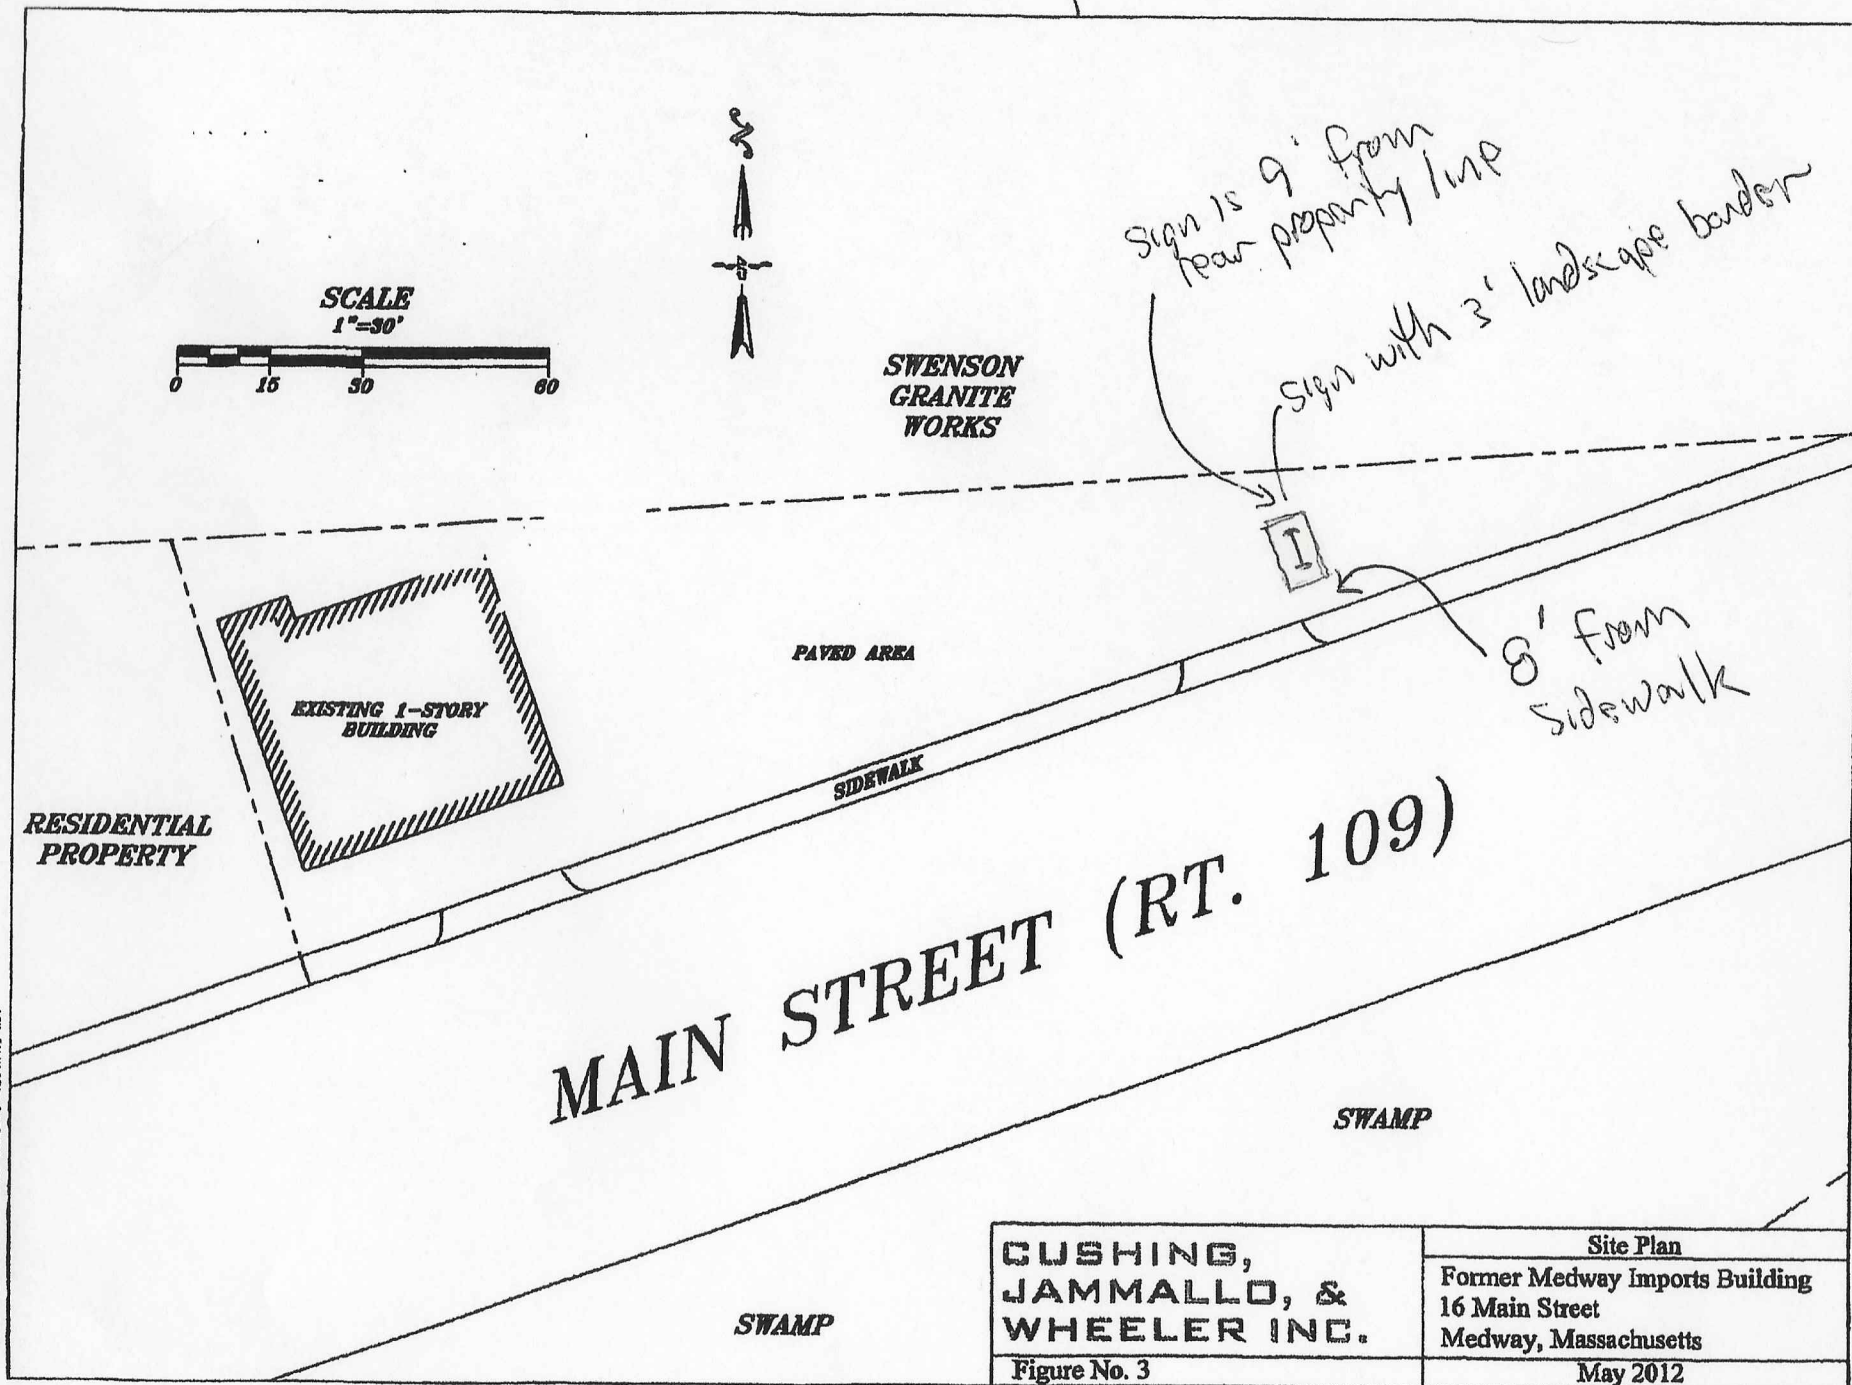 N
SCALE
1"=30'
0 15 30 60
SWENSON
GRANITE
WORKS
sign is 9' from
rear property line
sign with 3' landscape border
I
8' from
sidewalk
PAVED AREA
EXISTING 1-STORY
BUILDING
SIDEWALK
RESIDENTIAL
PROPERTY
MAIN STREET (RT. 109)
SWAMP
SWAMP
CUSHING,
JAMMALLO, &
WHEELER INC.
Figure No. 3
Site Plan
Former Medway Imports Building
16 Main Street
Medway, Massachusetts
May 2012